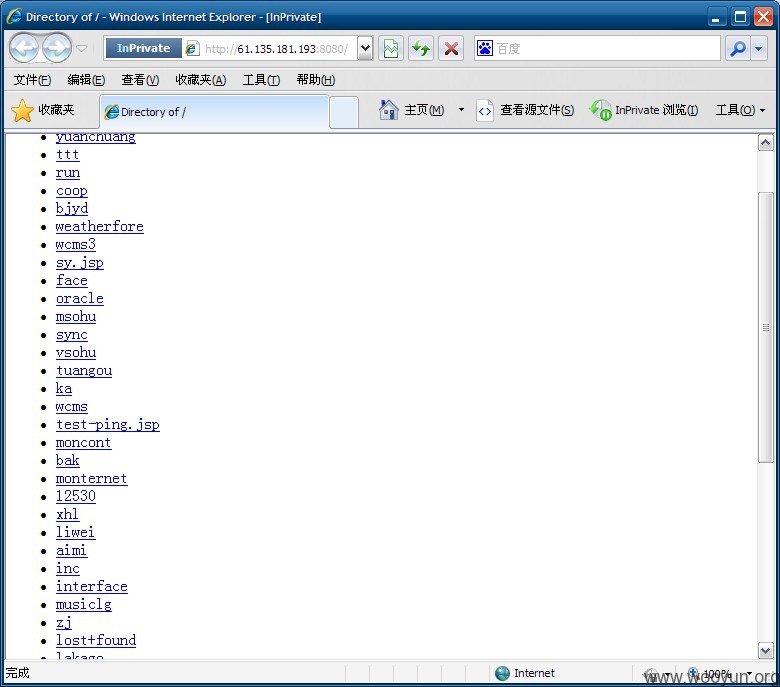 Directory of / - Windows Internet Explorer - [InPrivate]
InPrivate http://61.135.181.193:8080/ 百度
文件(F) 编辑(E) 查看(V) 收藏夹(A) 工具(T) 帮助(H)
收藏夹 Directory of / 主页(M) 查看源文件(S) InPrivate 浏览(I) 工具(O)
yuanchuang
ttt
run
coop
bjyd
weatherfore
wcms3
sy.jsp
face
oracle
msohu
sync
vsohu
tuangou
ka
wcms
test-ping.jsp
moncont
bak
monternet
12530
xhl
liwei
aimi
inc
interface
musiclg
zj
lost+found
完成 Internet 100%
www.wooyun.org